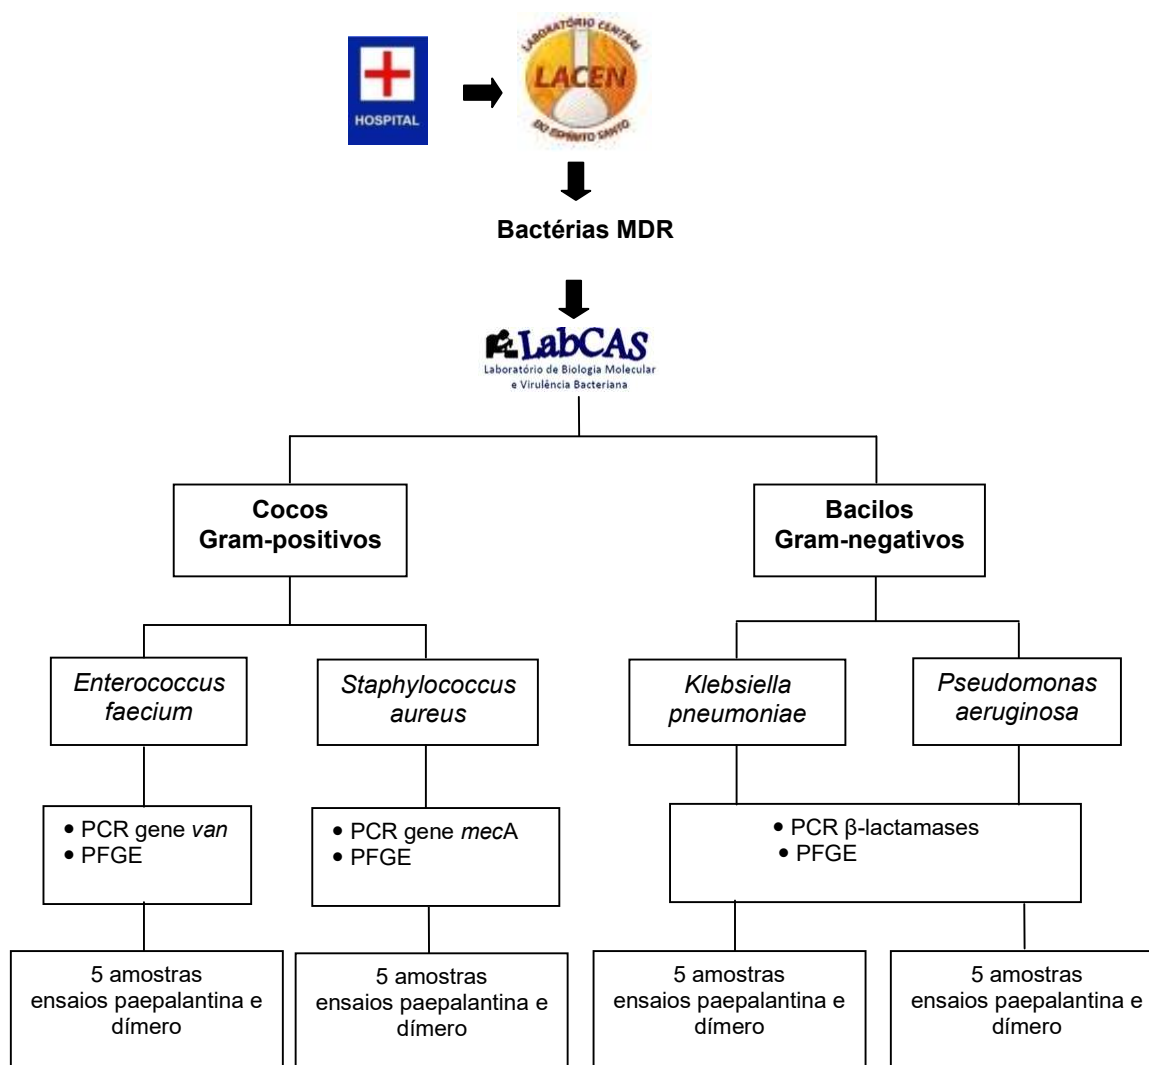 LABORATÓRIO CENTRAL
LACEN
DO ESPÍRITO SANTO
HOSPITAL
Bactérias MDR
LabCAS
Laboratório de Biologia Molecular
e Virulência Bacteriana
Cocos
Gram-positivos
Bacilos
Gram-negativos
Enterococcus
faecium
Staphylococcus
aureus
Klebsiella
pneumoniae
Pseudomonas
aeruginosa
• PCR gene van
• PFGE
• PCR gene mecA
• PFGE
• PCR β-lactamases
• PFGE
5 amostras
ensaios paepalantina e
dímero
5 amostras
ensaios paepalantina e
dímero
5 amostras
ensaios paepalantina e
dímero
5 amostras
ensaios paepalantina e
dímero